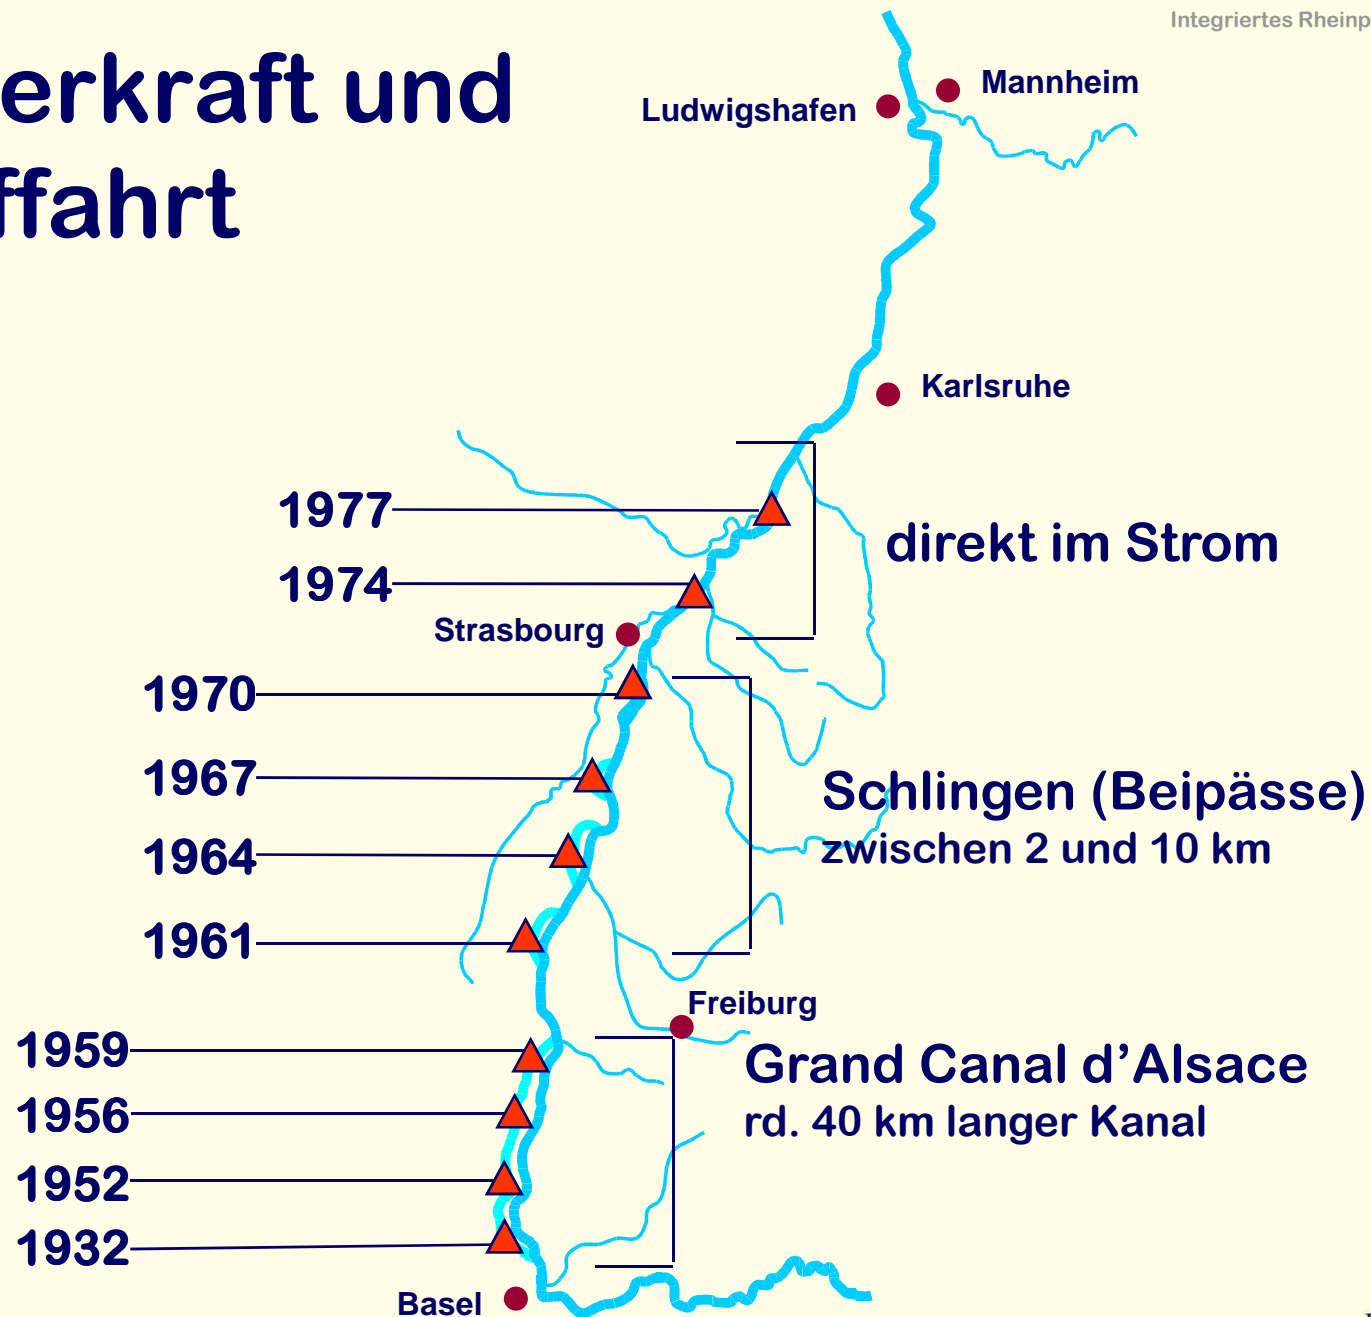 Integriertes Rheinp
erkraft und
ffahrt
Mannheim
Ludwigshafen
Karlsruhe
1977
direkt im Strom
1974
Strasbourg
1970
1967
Schlingen (Beipässe)
zwischen 2 und 10 km
1964
1961
Freiburg
1959
Grand Canal d’Alsace
rd. 40 km langer Kanal
1956
1952
1932
Basel